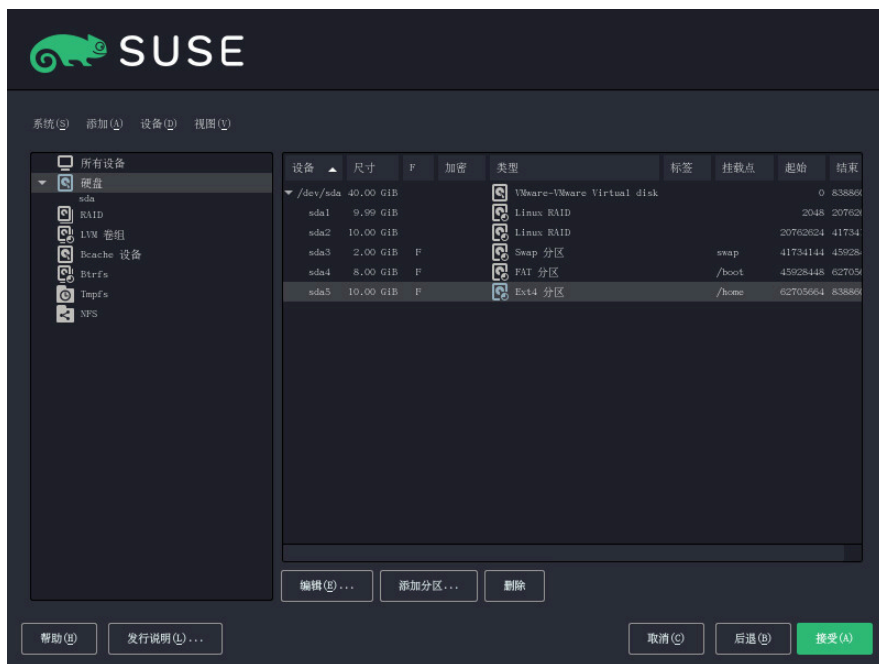 SUSE
系统(S) 添加(A) 设备(D) 视图(V)
所有设备
硬盘
sda
RAID
LVM 卷组
Bcache 设备
Btrfs
Tmpfs
NFS
设备 尺寸 F 加密 类型 标签 挂载点 起始 结束
/dev/sda 40.00 GiB VMware-VMware Virtual disk 0 838860
sda1 9.99 GiB Linux RAID 2048 207620
sda2 10.00 GiB Linux RAID 20762624 41734
sda3 2.00 GiB F Swap 分区 swap 41734144 45928
sda4 8.00 GiB F FAT 分区 /boot 45928448 62705
sda5 10.00 GiB F Ext4 分区 /home 62705664 838860
编辑(E)... 添加分区... 删除
帮助(H) 发行说明(L)... 取消(C) 后退(B) 接受(A)